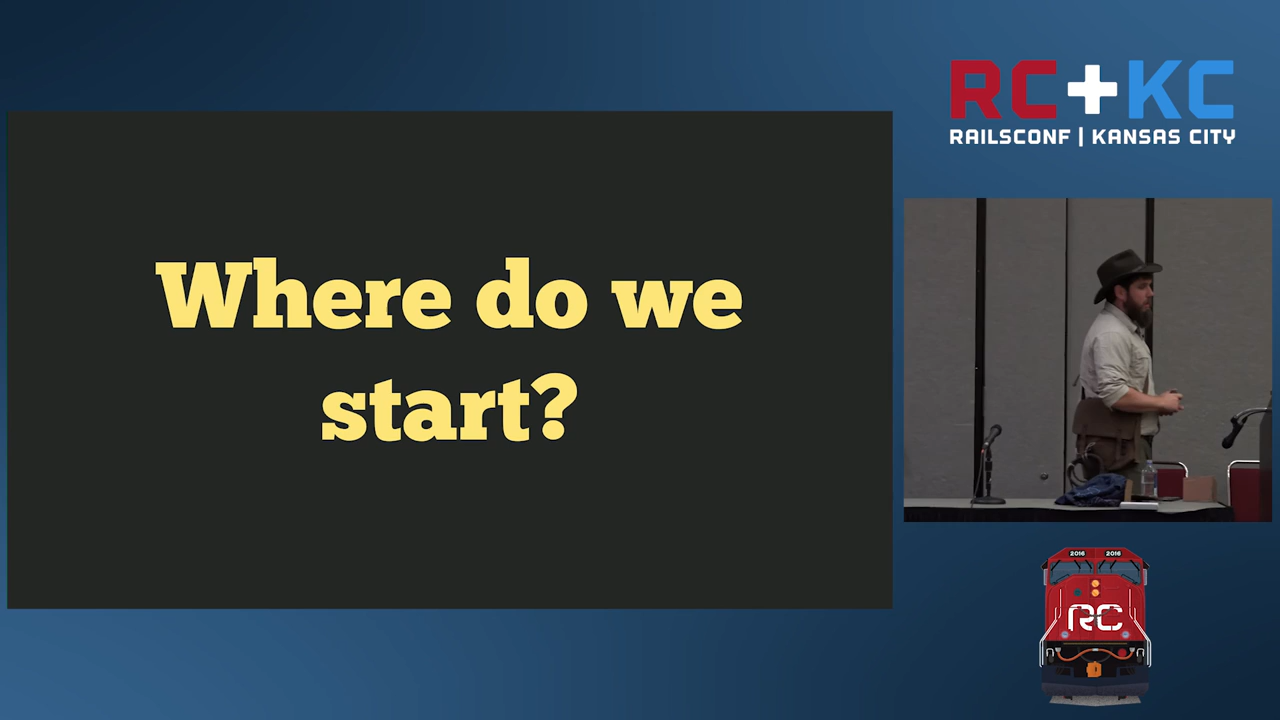 Where do we
start?
RC+KC
RAILSCONF | KANSAS CITY
2016 2016
RC